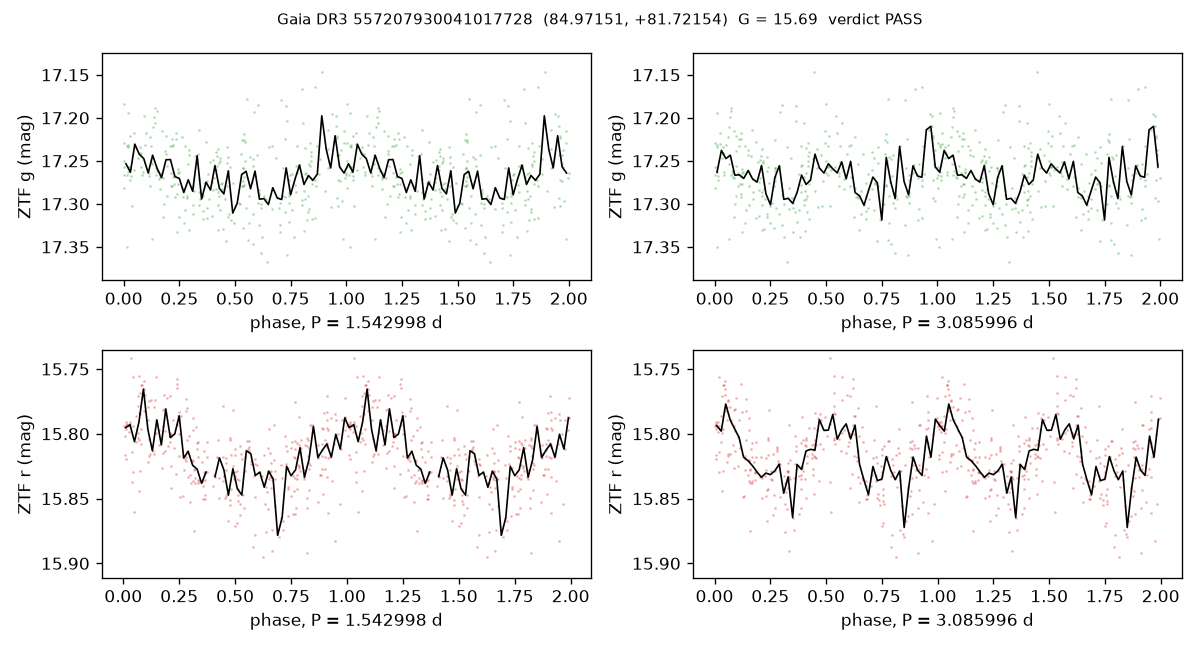 Gaia DR3 557207930041017728 (84.97151, +81.72154) G = 15.69 verdict PASS
ZTF g (mag)
17.15
17.20
17.25
17.30
17.35
0.00 0.25 0.50 0.75 1.00 1.25 1.50 1.75 2.00
phase, P = 1.542998 d
ZTF g (mag)
17.15
17.20
17.25
17.30
17.35
0.00 0.25 0.50 0.75 1.00 1.25 1.50 1.75 2.00
phase, P = 3.085996 d
ZTF r (mag)
15.75
15.80
15.85
15.90
0.00 0.25 0.50 0.75 1.00 1.25 1.50 1.75 2.00
phase, P = 1.542998 d
ZTF r (mag)
15.75
15.80
15.85
15.90
0.00 0.25 0.50 0.75 1.00 1.25 1.50 1.75 2.00
phase, P = 3.085996 d